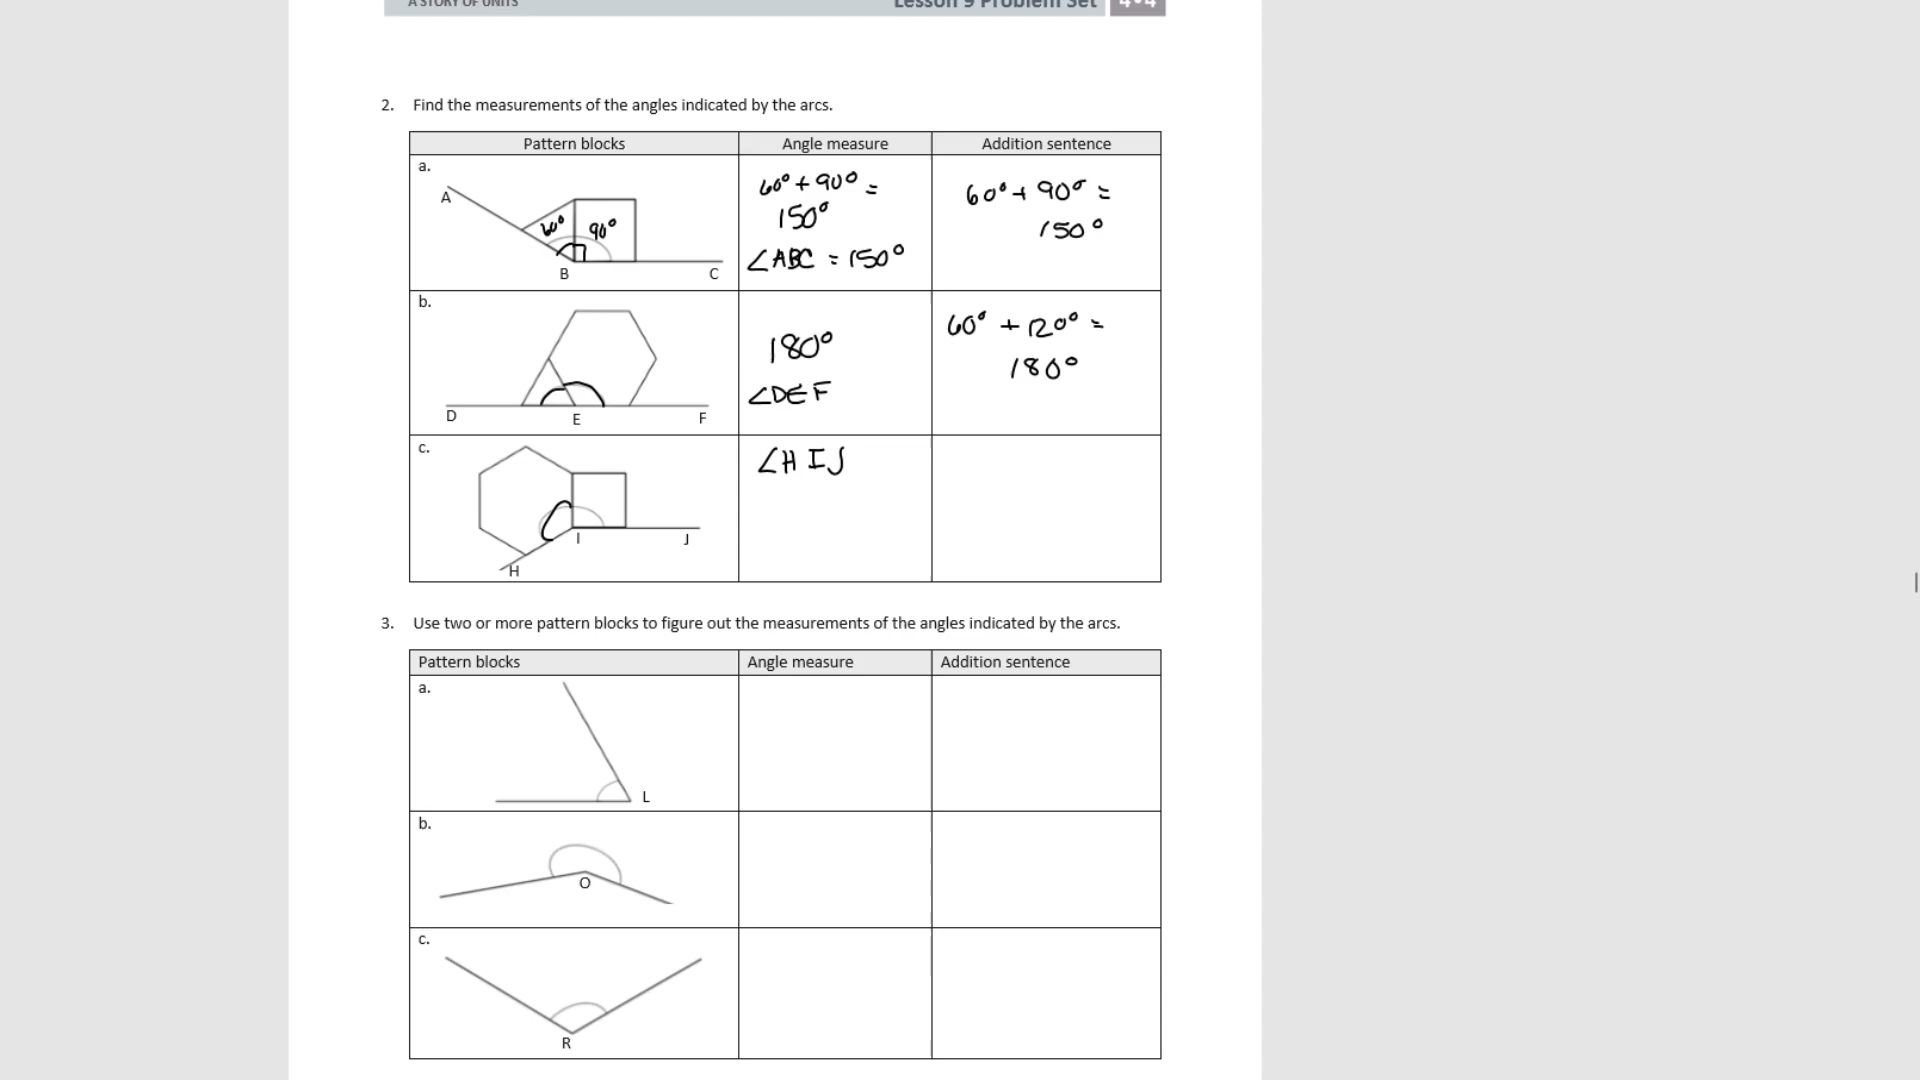 A STORY OF UNITS
Lesson 9 Problem Set 4•4
2. Find the measurements of the angles indicated by the arcs.
Pattern blocks Angle measure Addition sentence
a.
A
60° 90°
B C
60° + 90° =
150°
∠ABC = 150°
60° + 90° =
150°
b.
D E F
180°
∠DEF
60° + 120° =
180°
c.
I J
H
∠HIJ
3. Use two or more pattern blocks to figure out the measurements of the angles indicated by the arcs.
Pattern blocks Angle measure Addition sentence
a.
L
b.
O
c.
R